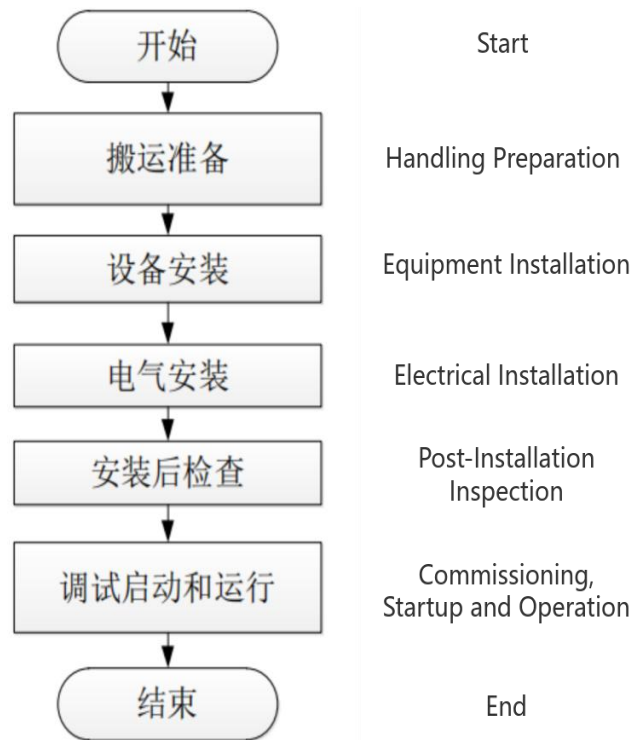 开始
Start
搬运准备
Handling Preparation
设备安装
Equipment Installation
电气安装
Electrical Installation
安装后检查
Post-Installation
Inspection
调试启动和运行
Commissioning,
Startup and Operation
结束
End